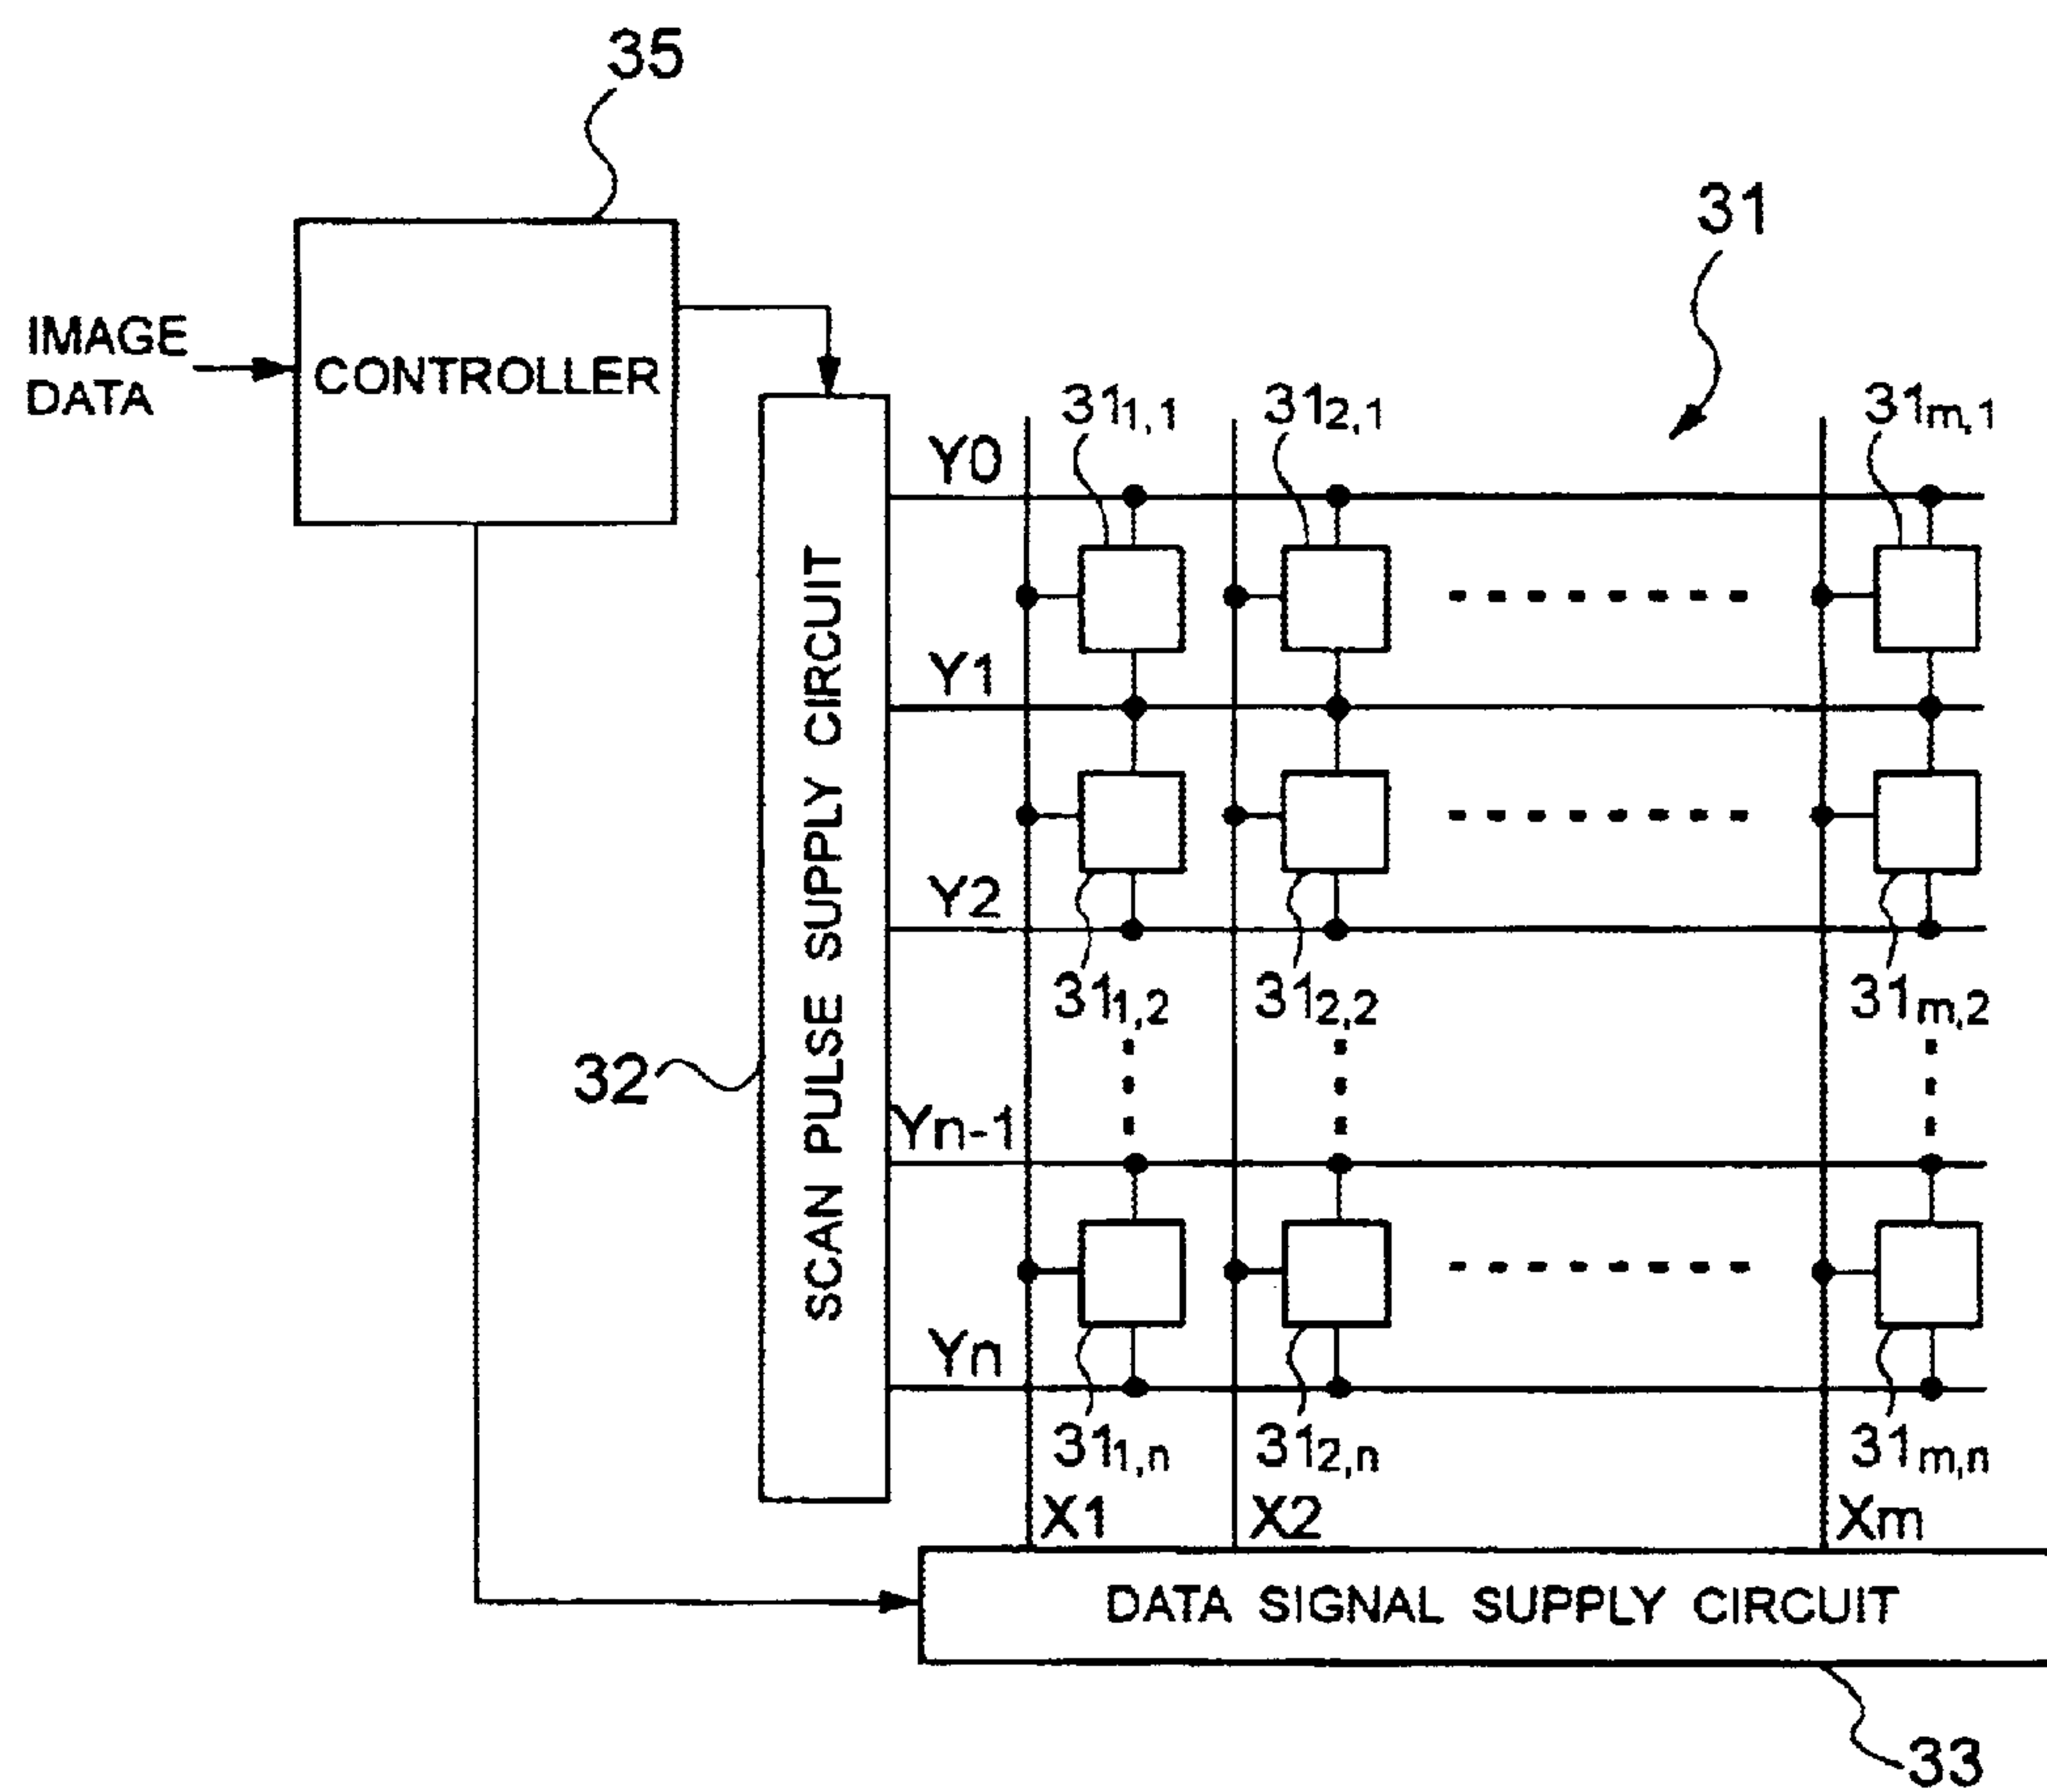 35
31
IMAGE
DATA
CONTROLLER
31₁,₁ 31₂,₁ 31m,₁
Y0
SCAN PULSE SUPPLY CIRCUIT
Y1
Y2
31₁,₂ 31₂,₂ 31m,₂
32
Yn-1
Yn
31₁,n 31₂,n 31m,n
X1 X2 Xm
DATA SIGNAL SUPPLY CIRCUIT
33